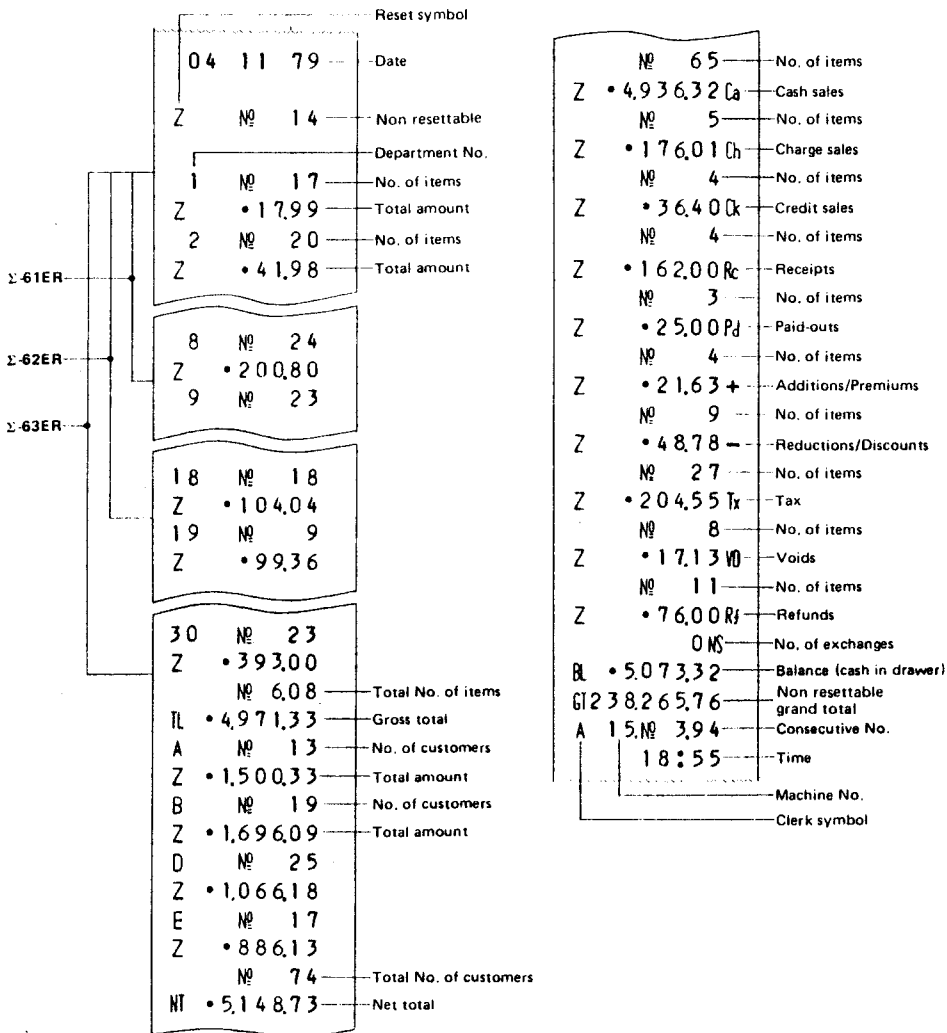 Reset symbol
04 11 79 Date
Z № 14 Non resettable
Department No.
1 № 17 No. of items
Z •17.99 Total amount
2 № 20 No. of items
Z •41.98 Total amount
Σ-61ER
8 № 24
Z •200.80
9 № 23
Σ-62ER
Σ-63ER
18 № 18
Z •104.04
19 № 9
Z •99.36
30 № 23
Z •393.00
№ 6,08 Total No. of items
TL •4,971.33 Gross total
A № 13 No. of customers
Z •1,500.33 Total amount
B № 19 No. of customers
Z •1,696.09 Total amount
D № 25
Z •1,066.18
E № 17
Z •886.13
№ 74 Total No. of customers
NT •5,148.73 Net total
№ 65 No. of items
Z •4,936.32 Ca Cash sales
№ 5 No. of items
Z •176.01 Ch Charge sales
№ 4 No. of items
Z •36.40 Ck Credit sales
№ 4 No. of items
Z •162.00 Rc Receipts
№ 3 No. of items
Z •25.00 Pd Paid-outs
№ 4 No. of items
Z •21.63 + Additions/Premiums
№ 9 No. of items
Z •48.78 – Reductions/Discounts
№ 27 No. of items
Z •204.55 Tx Tax
№ 8 No. of items
Z •17.13 VD Voids
№ 11 No. of items
Z •76.00 Rf Refunds
0 NS No. of exchanges
BL •5,073.32 Balance (cash in drawer)
GT238,265.76 Non resettable grand total
A 15.№ 3,94 Consecutive No.
18:55 Time
Machine No.
Clerk symbol